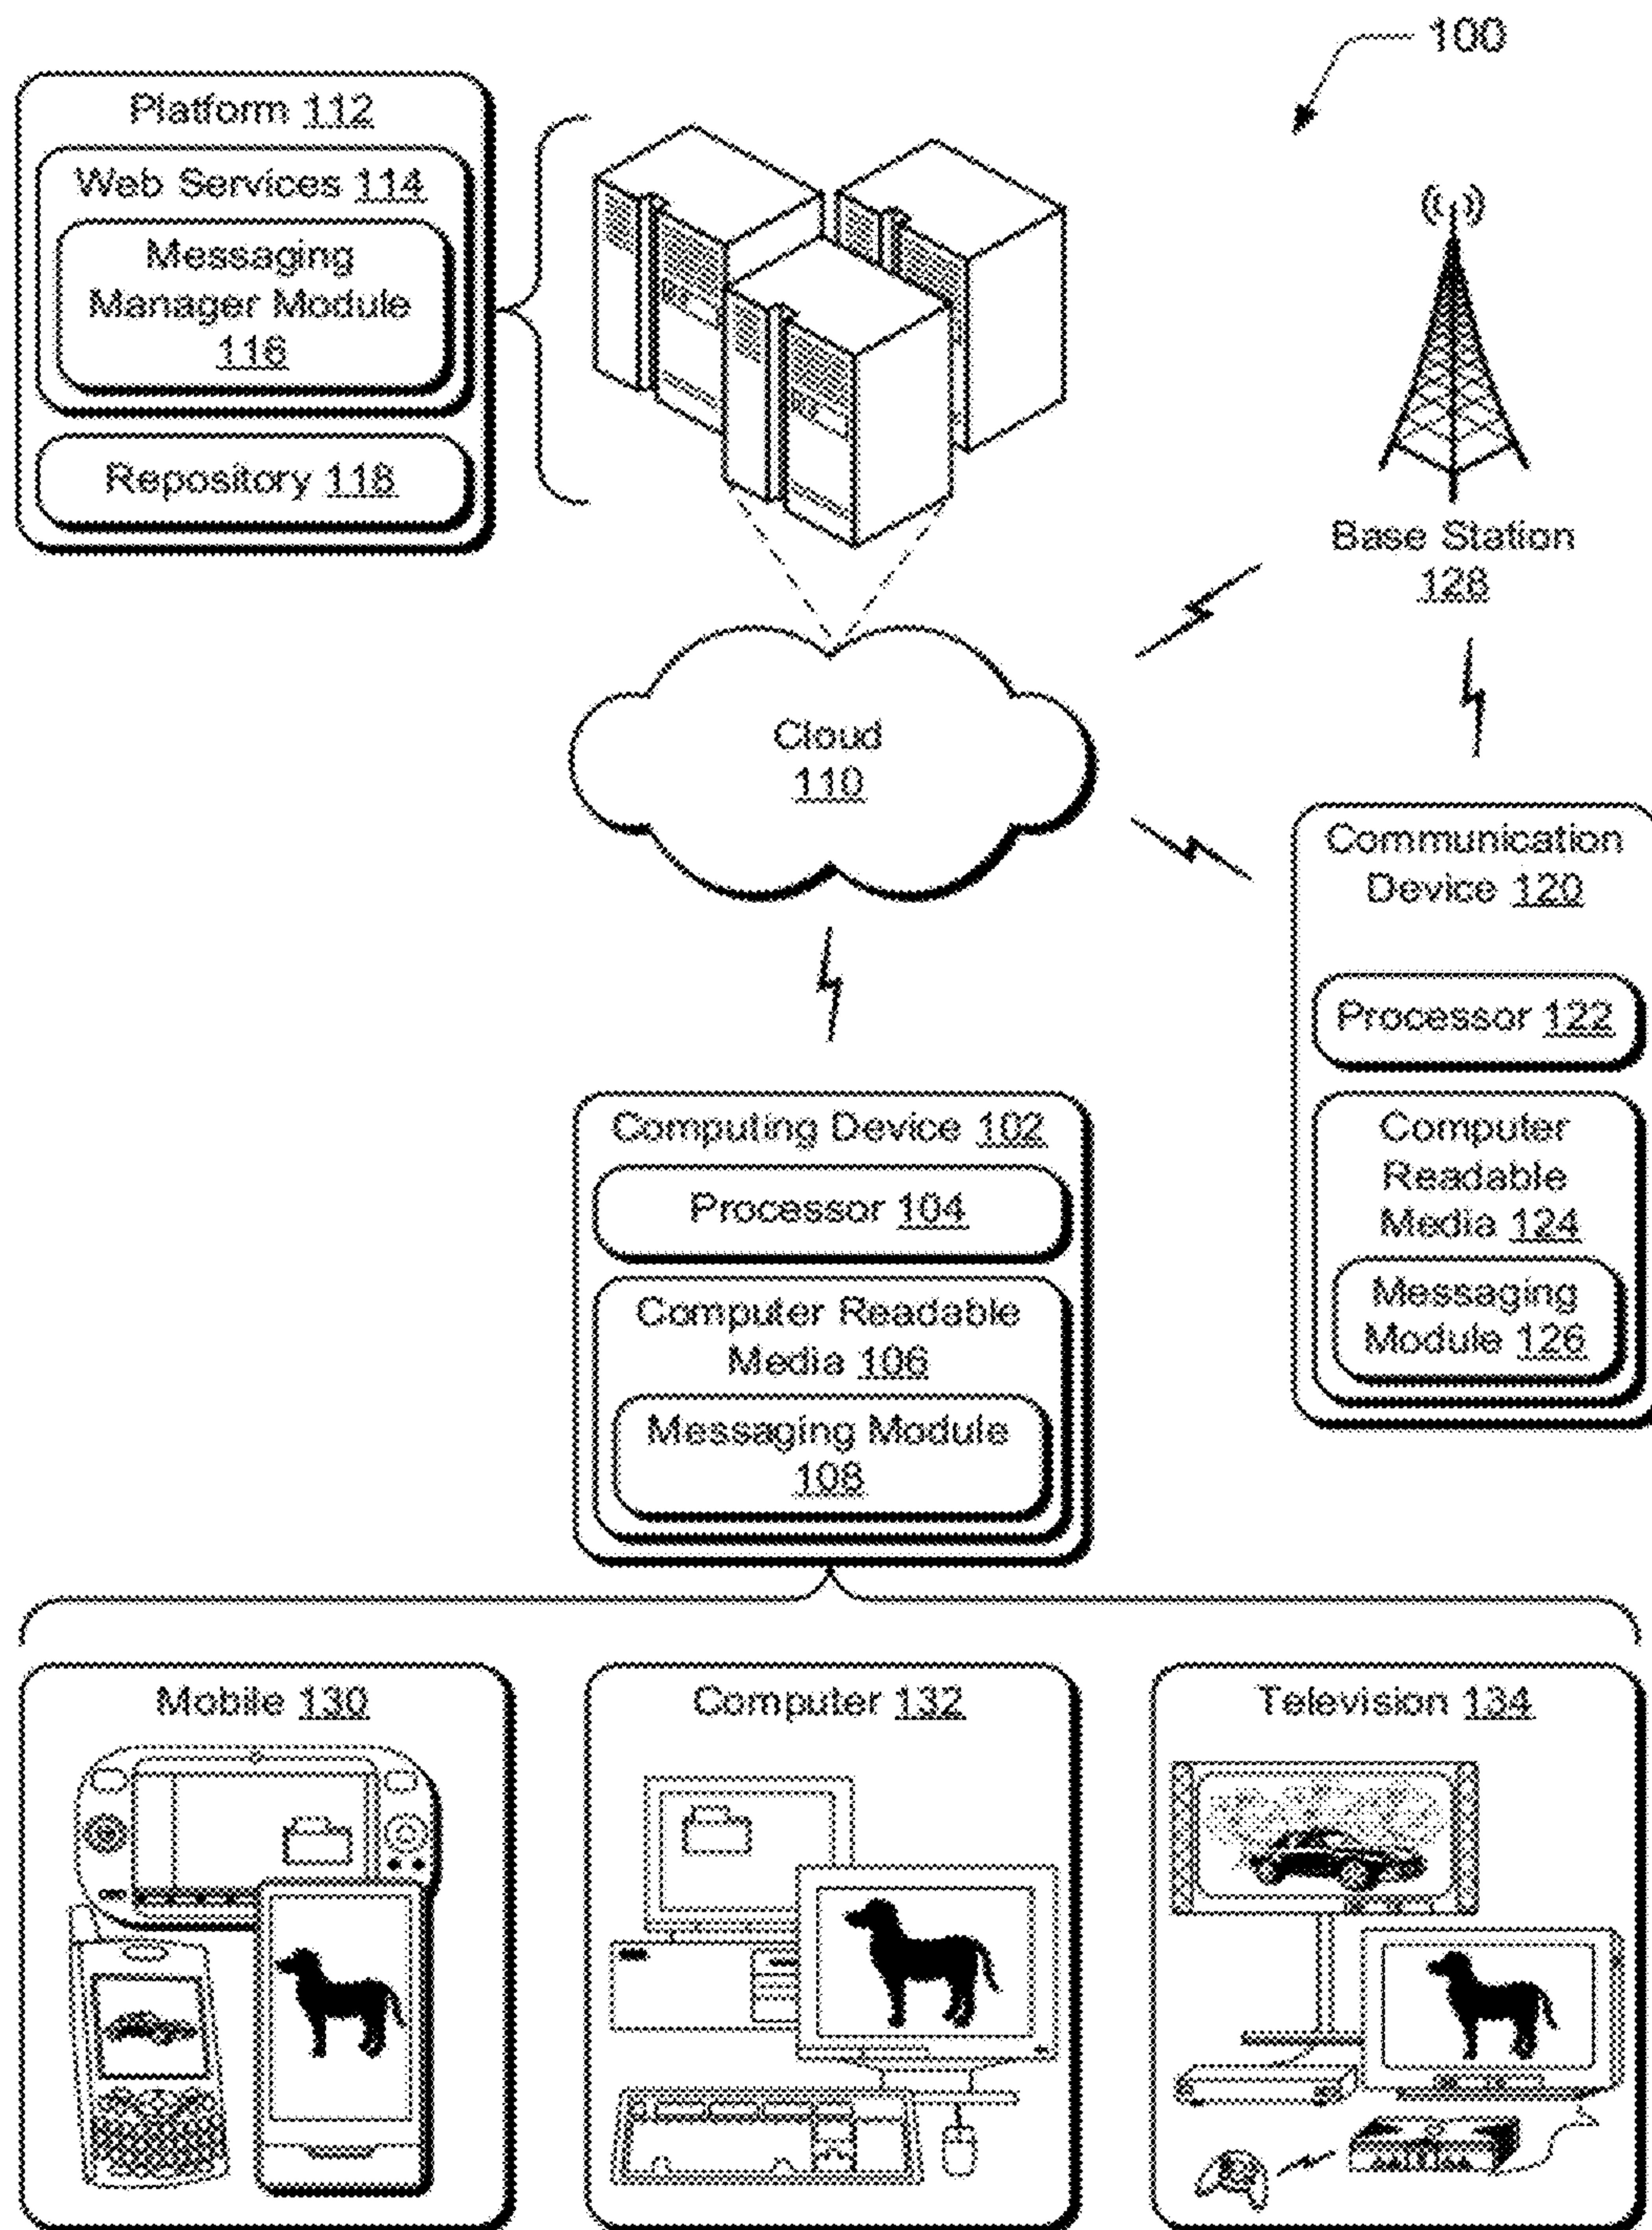 100
Platform 112
Web Services 114
Messaging
Manager Module
116
Repository 118
Base Station
128
Cloud
110
Communication
Device 120
Processor 122
Computer
Readable
Media 124
Messaging
Module 126
Computing Device 102
Processor 104
Computer Readable
Media 106
Messaging Module
108
Mobile 130
Computer 132
Television 134